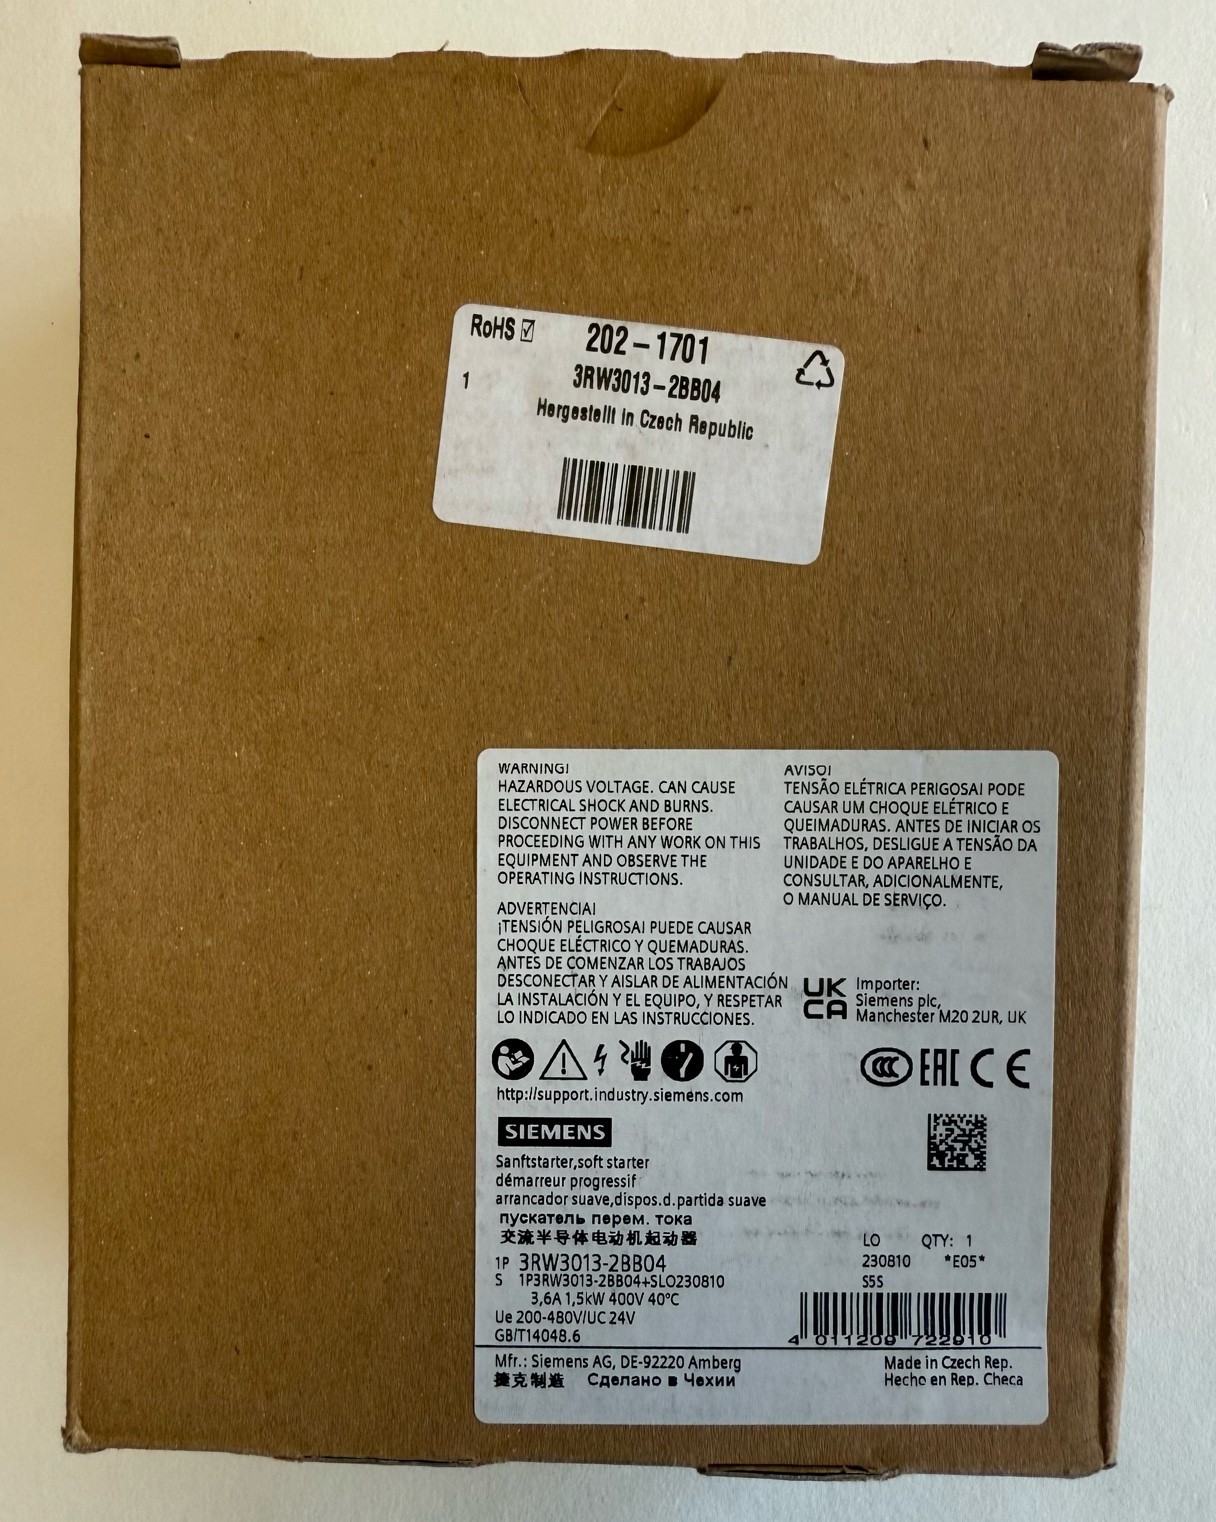 RoHS 202-1701
1 3RW3013-2BB04
Hergestellt in Czech Republic
WARNING!
HAZARDOUS VOLTAGE. CAN CAUSE
ELECTRICAL SHOCK AND BURNS.
DISCONNECT POWER BEFORE
PROCEEDING WITH ANY WORK ON THIS
EQUIPMENT AND OBSERVE THE
OPERATING INSTRUCTIONS.
ADVERTENCIA!
¡TENSIÓN PELIGROSA! PUEDE CAUSAR
CHOQUE ELÉCTRICO Y QUEMADURAS.
ANTES DE COMENZAR LOS TRABAJOS
DESCONECTAR Y AISLAR DE ALIMENTACIÓN
LA INSTALACIÓN Y EL EQUIPO, Y RESPETAR
LO INDICADO EN LAS INSTRUCCIONES.
AVISO!
TENSÃO ELÉTRICA PERIGOSA! PODE
CAUSAR UM CHOQUE ELÉTRICO E
QUEIMADURAS. ANTES DE INICIAR OS
TRABALHOS, DESLIGUE A TENSÃO DA
UNIDADE E DO APARELHO E
CONSULTAR, ADICIONALMENTE,
O MANUAL DE SERVIÇO.
UK
CA
Importer:
Siemens plc,
Manchester M20 2UR, UK
CCC EAC CE
http://support.industry.siemens.com
SIEMENS
Sanftstarter,soft starter
démarreur progressif
arrancador suave,dispos.d.partida suave
пускатель перем. тока
交流半导体电动机起动器
1P 3RW3013-2BB04
S 1P3RW3013-2BB04+SLO230810
3,6A 1,5kW 400V 40°C
Ue 200-480V/UC 24V
GB/T14048.6
LO QTY: 1
230810 *E05*
S5S
4 011209 722910
Mfr.: Siemens AG, DE-92220 Amberg
捷克制造 Сделано в Чехии
Made in Czech Rep.
Hecho en Rep. Checa